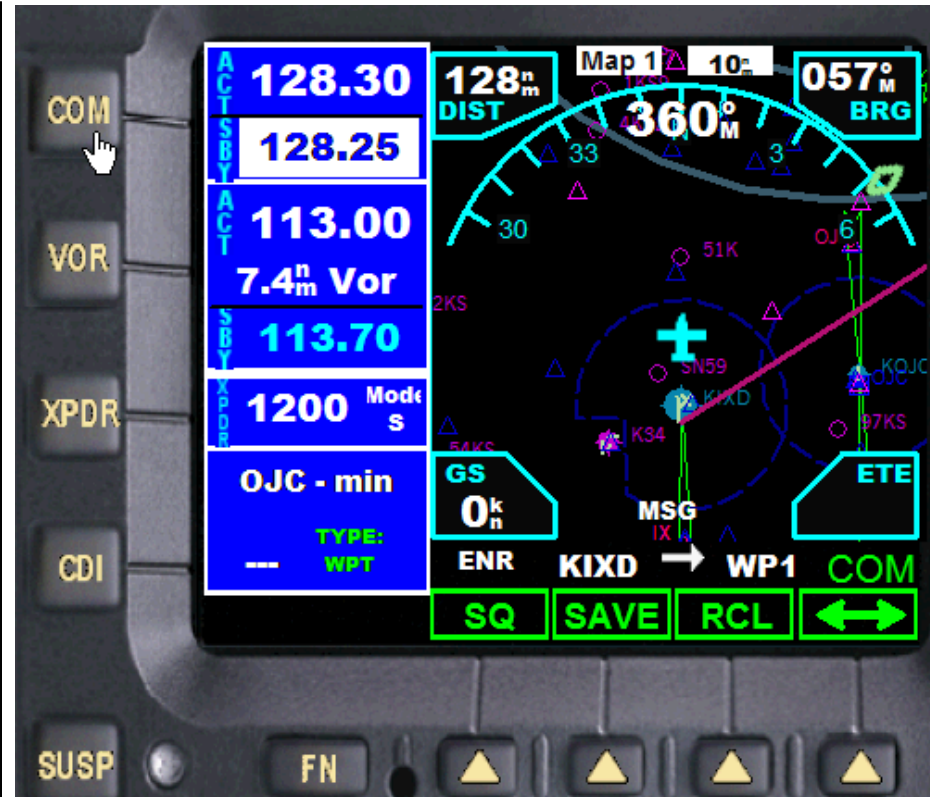 COM
VOR
XPDR
CDI
SUSP
FN
ACT 128.30
SBY 128.25
ACT 113.00
7.4nm Vor
SBY 113.70
XPDR 1200 Mode S
OJC - min
TYPE:
--- WPT
128nm
DIST
Map 1
10nm
057°M
BRG
360°M
33
3
30
6
OJ
51K
2KS
SN59
KIXD
KOJC
OJC
K34
97KS
54KS
GS
0kn
MSG
IX
ETE
ENR
KIXD → WP1
COM
SQ
SAVE
RCL